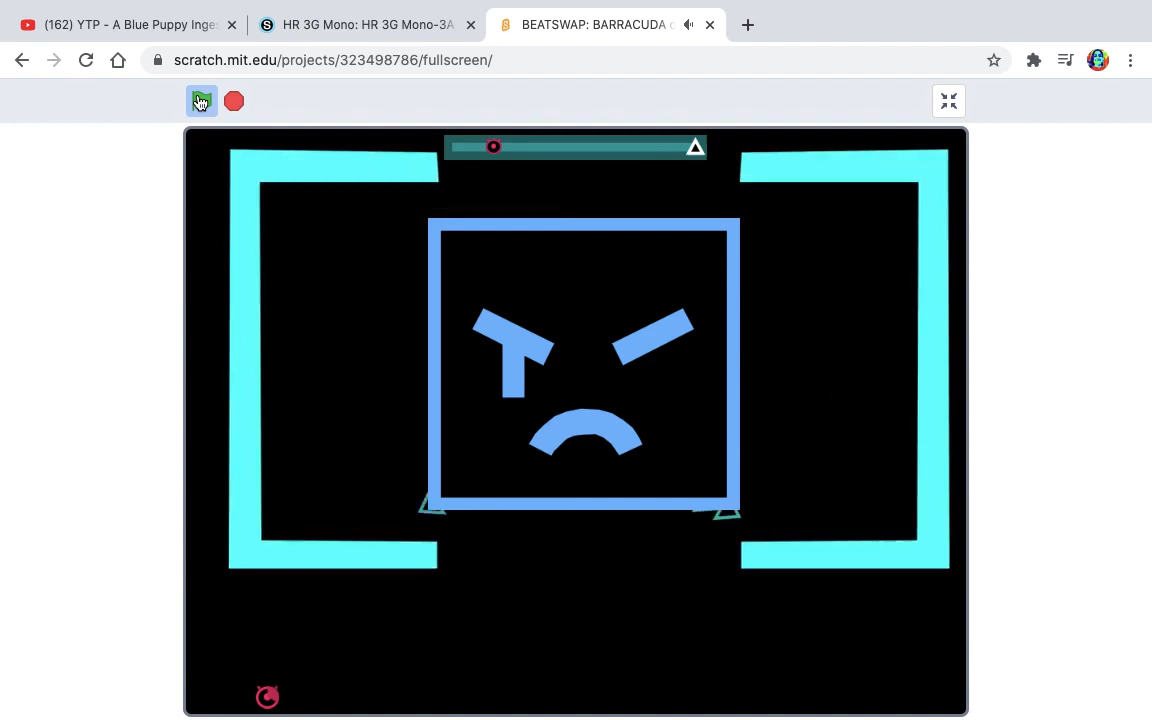 (162) YTP - A Blue Puppy Inge
HR 3G Mono: HR 3G Mono-3A
BEATSWAP: BARRACUDA
scratch.mit.edu/projects/323498786/fullscreen/